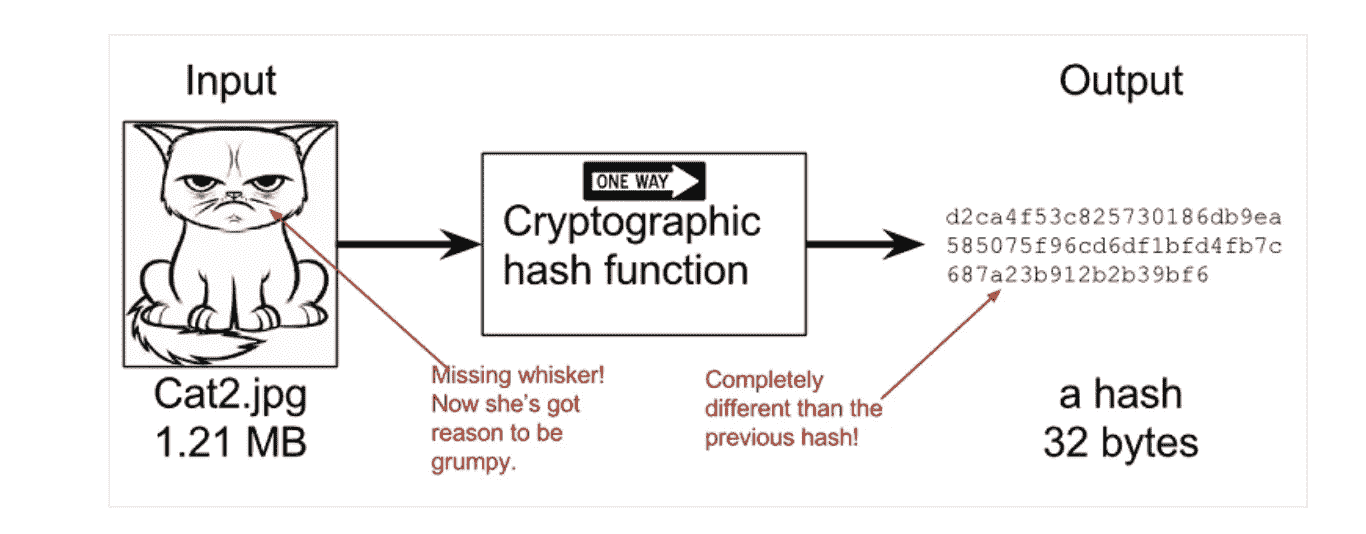 Input
Output
ONE WAY
Cryptographic
hash function
d2ca4f53c825730186db9ea
585075f96cd6df1bfd4fb7c
687a23b912b2b39bf6
Missing whisker!
Now she's got
reason to be
grumpy.
Completely
different than the
previous hash!
Cat2.jpg
1.21 MB
a hash
32 bytes